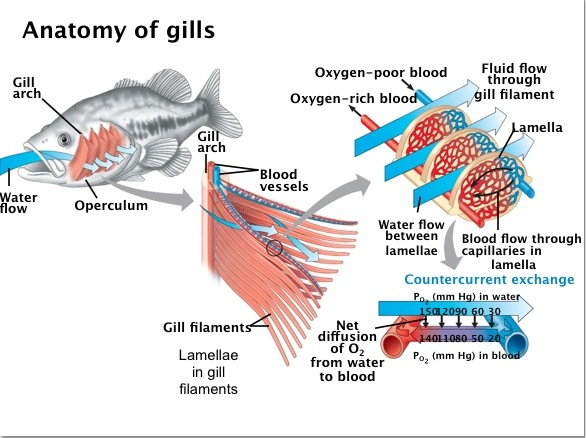 Anatomy of gills
Gill
arch
Water
flow
Operculum
Gill
arch
Blood
vessels
Gill filaments
Lamellae
in gill
filaments
Oxygen-poor blood
Oxygen-rich blood
Fluid flow
through
gill filament
Lamella
Water flow
between
lamellae
Blood flow through
capillaries in
lamella
Countercurrent exchange
PO2 (mm Hg) in water
150 120 90 60 30
Net
diffusion
of O2
from water
to blood
140 110 80 50 20
PO2 (mm Hg) in blood